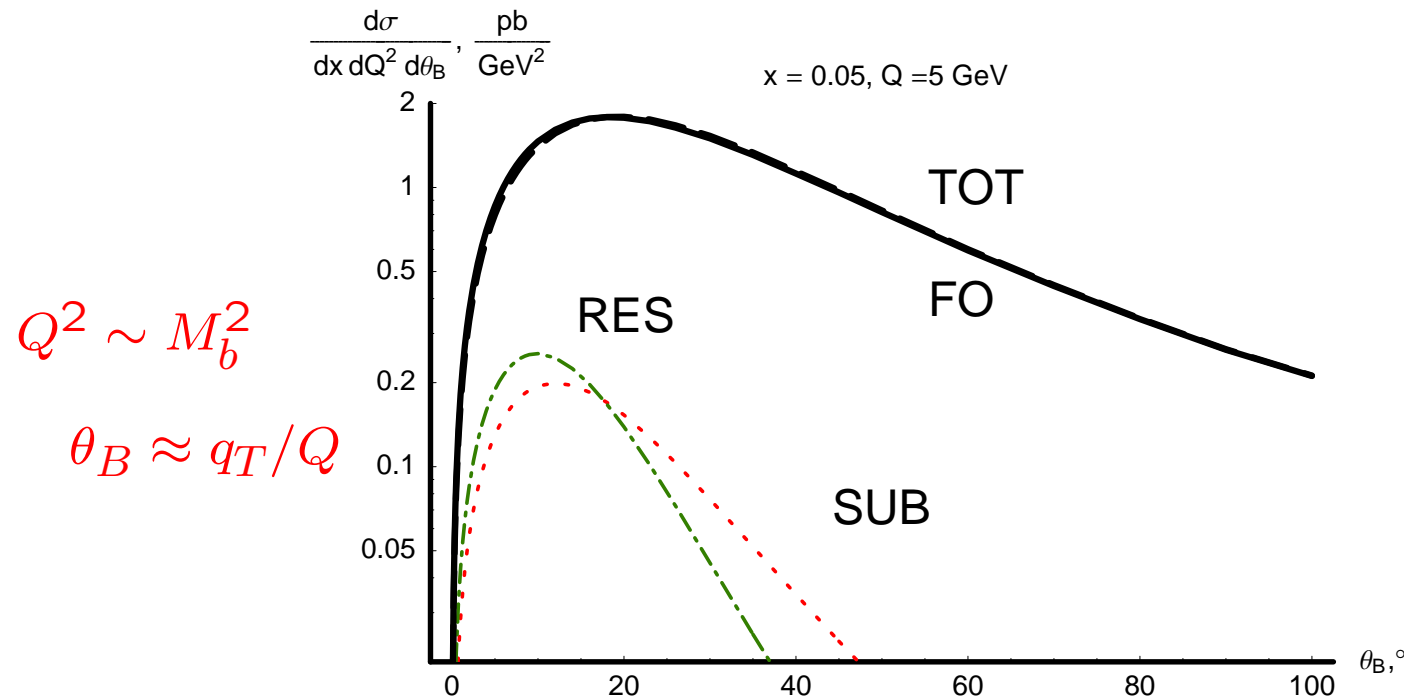 dσ/dx dQ² dθ_B, pb/GeV²
x = 0.05, Q =5 GeV
2
1
TOT
0.5
FO
RES
Q² ∼ M_b²
0.2
θ_B ≈ q_T/Q
0.1
SUB
0.05
0 20 40 60 80 100
θ_B,°